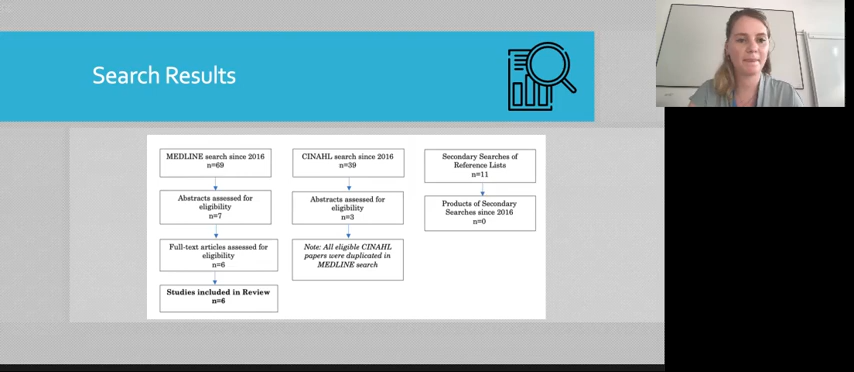 Search Results
MEDLINE search since 2016
n=69
Abstracts assessed for
eligibility
n=7
Full-text articles assessed for
eligibility
n=6
Studies included in Review
n=6
CINAHL search since 2016
n=39
Abstracts assessed for
eligibility
n=3
Note: All eligible CINAHL
papers were duplicated in
MEDLINE search
Secondary Searches of
Reference Lists
n=11
Products of Secondary
Searches since 2016
n=0